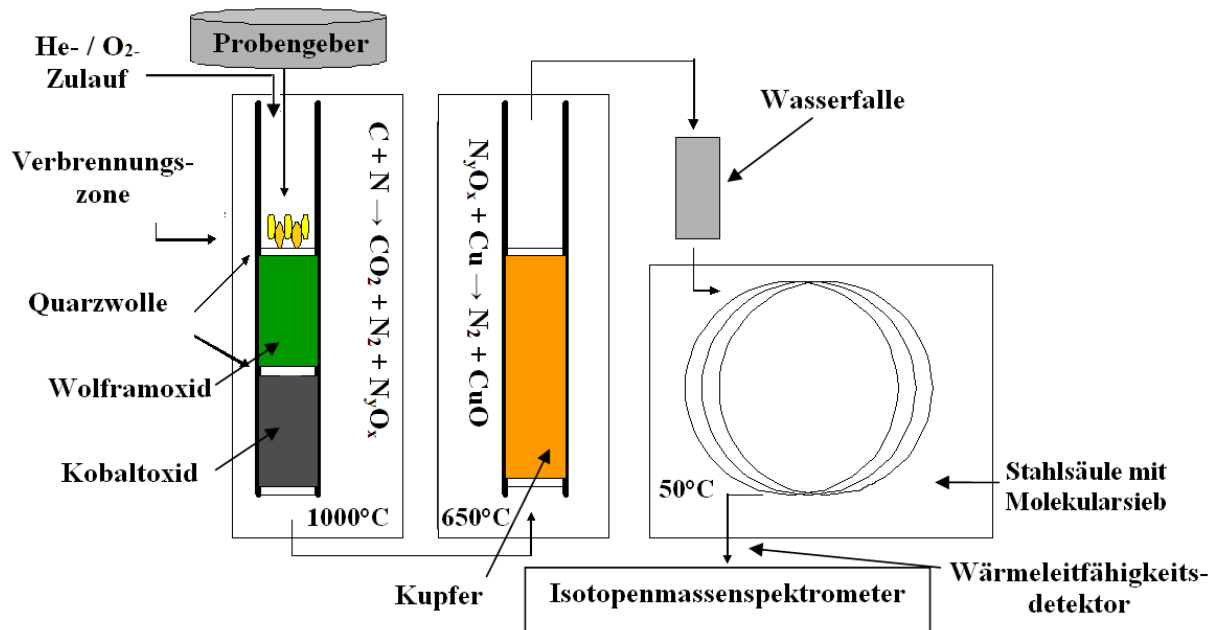 He- / O₂-
Zulauf
Probengeber
Verbrennungs-
zone
Quarzwolle
Wolframoxid
Kobaltoxid
C + N → CO₂ + N₂ + NyOₓ
1000°C
NyOₓ + Cu → N₂ + CuO
650°C
Kupfer
Wasserfalle
50°C
Stahlsäule mit
Molekularsieb
Wärmeleitfähigkeits-
detektor
Isotopenmassenspektrometer